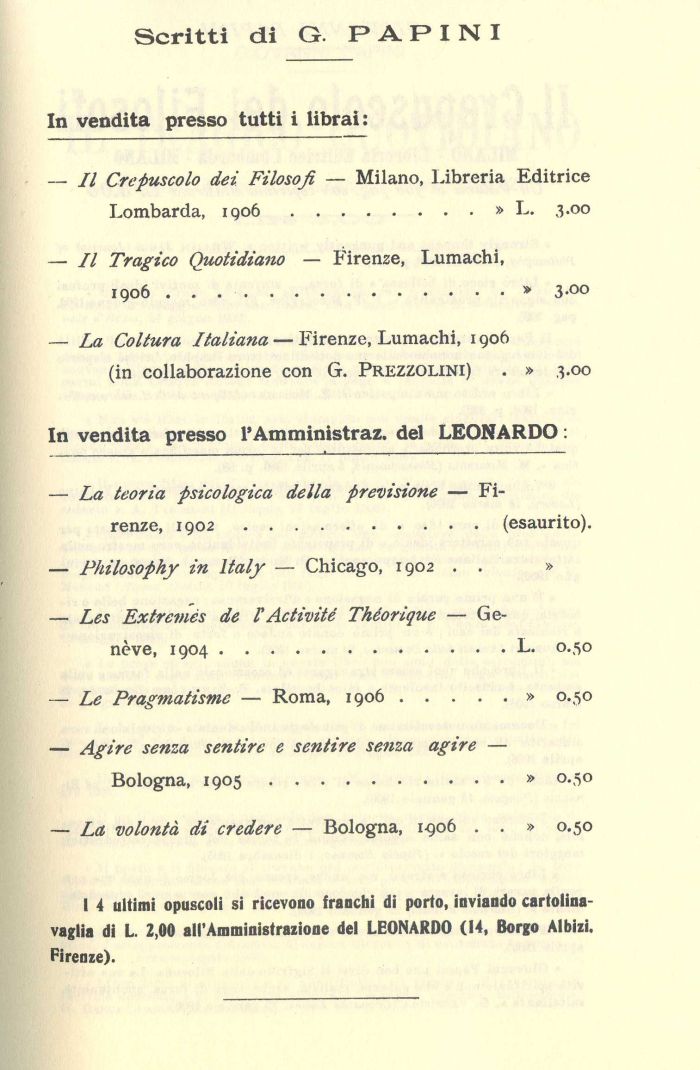 Scritti di G. PAPINI
In vendita presso tutti i librai:
— Il Crepuscolo dei Filosofi — Milano, Libreria Editrice
Lombarda, 1906 . . . . . . . . » L. 3.00
— Il Tragico Quotidiano — Firenze, Lumachi,
1906 . . . . . . . . . . . . . . » 3.00
— La Coltura Italiana — Firenze, Lumachi, 1906
(in collaborazione con G. PREZZOLINI) . » 3.00
In vendita presso l'Amministraz. del LEONARDO:
— La teoria psicologica della previsione — Fi-
renze, 1902 . . . . . . . . . . (esaurito).
— Philosophy in Italy — Chicago, 1902 . . »
— Les Extremês de l'Activité Théorique — Ge-
nève, 1904 . . . . . . . . . . . . L. 0.50
— Le Pragmatisme — Roma, 1906 . . . . . » 0.50
— Agire senza sentire e sentire senza agire —
Bologna, 1905 . . . . . . . . . . » 0.50
— La volontà di credere — Bologna, 1906 . . » 0.50
I 4 ultimi opuscoli si ricevono franchi di porto, inviando cartolina-
vaglia di L. 2,00 all'Amministrazione del LEONARDO (14, Borgo Albizi.
Firenze).